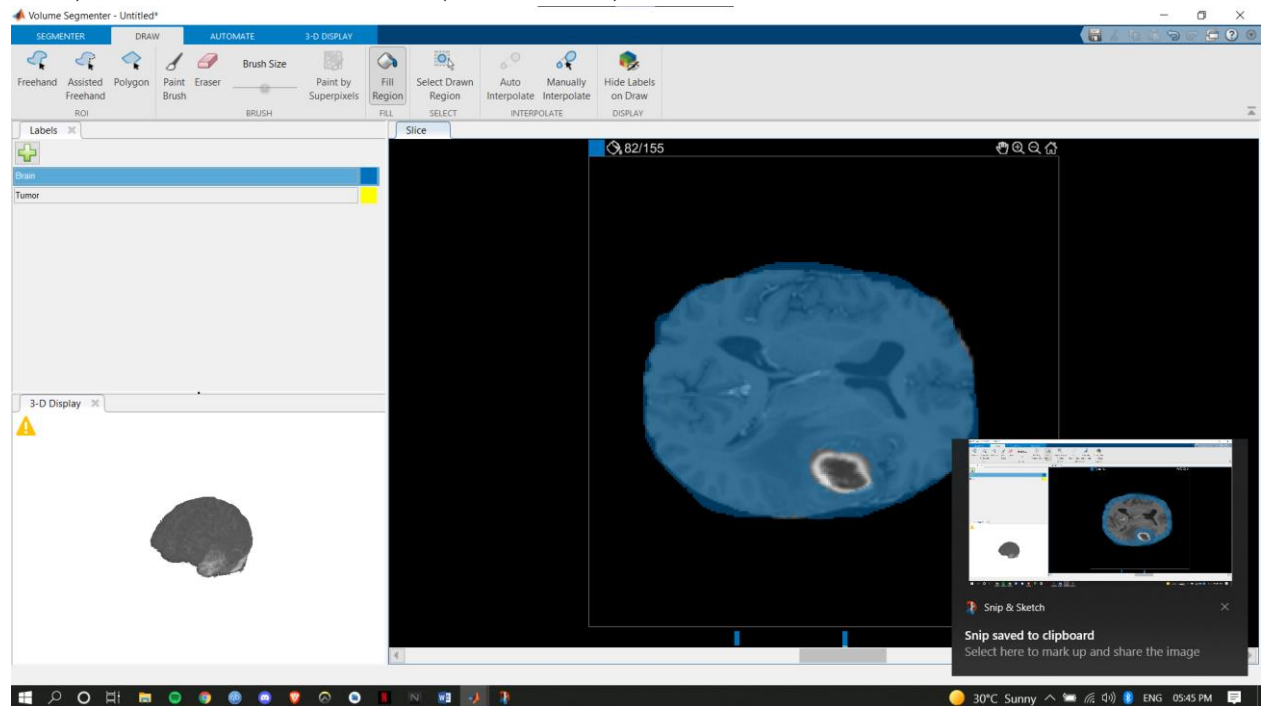 Volume Segmenter - Untitled*
SEGMENTER DRAW AUTOMATE 3-D DISPLAY
Freehand
Assisted Freehand
Polygon
Paint Brush
Eraser
Brush Size
Paint by Superpixels
Fill Region
Select Drawn Region
Auto Interpolate
Manually Interpolate
Hide Labels on Draw
ROI BRUSH FILL SELECT INTERPOLATE DISPLAY
Labels
Slice
82/155
Brain
Tumor
3-D Display
Snip & Sketch
Snip saved to clipboard
Select here to mark up and share the image
30°C Sunny ENG 05:45 PM